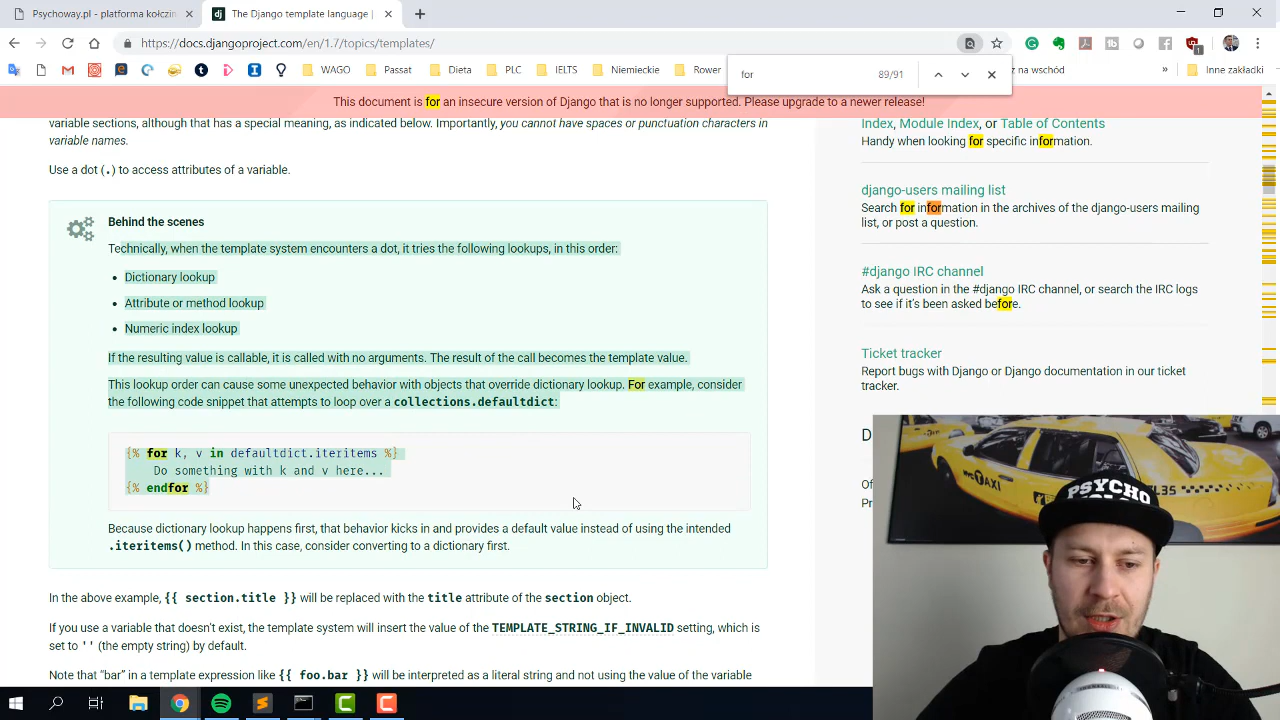 Psychoway.pl - platforma kołczin
The Django template language |
https://docs.djangoproject.com/en/1.7/topics/templates/
WAGO
Passat
Dieta
PLC
IELTS
Niemieckie
Rower
na wschód
»
Inne zakładki
for
89/91
This document is for an insecure version of Django that is no longer supported. Please upgrade to a newer release!
variable sections, although that has a special meaning, as indicated below. Importantly, you cannot have spaces or punctuation characters in
variable names.
Use a dot (.) to access attributes of a variable.
Behind the scenes
Technically, when the template system encounters a dot, it tries the following lookups, in this order:
• Dictionary lookup
• Attribute or method lookup
• Numeric index lookup
If the resulting value is callable, it is called with no arguments. The result of the call becomes the template value.
This lookup order can cause some unexpected behavior with objects that override dictionary lookup. For example, consider
the following code snippet that attempts to loop over a collections.defaultdict:
{% for k, v in defaultdict.iteritems %}
Do something with k and v here...
{% endfor %}
Because dictionary lookup happens first, that behavior kicks in and provides a default value instead of using the intended
.iteritems() method. In this case, consider converting to a dictionary first.
In the above example, {{ section.title }} will be replaced with the title attribute of the section object.
If you use a variable that doesn't exist, the template system will insert the value of the TEMPLATE_STRING_IF_INVALID setting, which is
set to '' (the empty string) by default.
Note that “bar” in a template expression like {{ foo.bar }} will be interpreted as a literal string and not using the value of the variable
Index, Module Index, or Table of Contents
Handy when looking for specific information.
django-users mailing list
Search for information in the archives of the django-users mailing
list, or post a question.
#django IRC channel
Ask a question in the #django IRC channel, or search the IRC logs
to see if it's been asked before.
Ticket tracker
Report bugs with Django or Django documentation in our ticket
tracker.
D
Of
Pr
NYC TAXI
PSYCHO